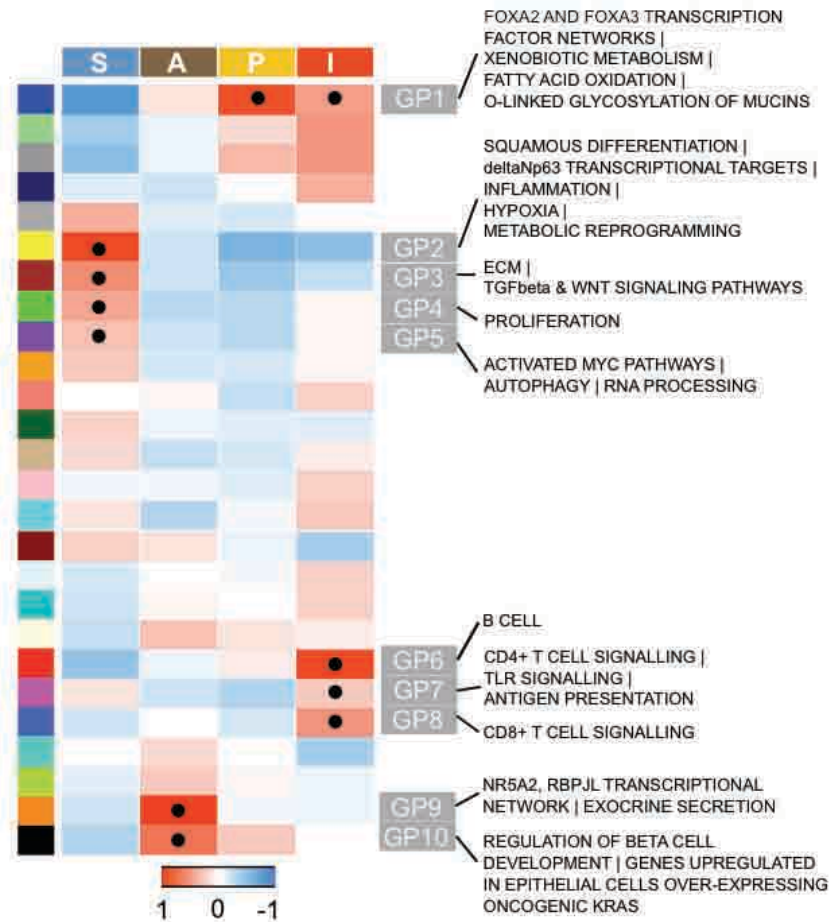 FOXA2 AND FOXA3 TRANSCRIPTION
FACTOR NETWORKS |
XENOBIOTIC METABOLISM |
FATTY ACID OXIDATION |
O-LINKED GLYCOSYLATION OF MUCINS
S A P I
GP1
SQUAMOUS DIFFERENTIATION |
deltaNp63 TRANSCRIPTIONAL TARGETS |
INFLAMMATION |
HYPOXIA |
METABOLIC REPROGRAMMING
GP2
GP3
ECM |
TGFbeta & WNT SIGNALING PATHWAYS
GP4
PROLIFERATION
GP5
ACTIVATED MYC PATHWAYS |
AUTOPHAGY | RNA PROCESSING
B CELL
GP6
CD4+ T CELL SIGNALLING |
TLR SIGNALLING |
ANTIGEN PRESENTATION
GP7
GP8
CD8+ T CELL SIGNALLING
NR5A2, RBPJL TRANSCRIPTIONAL
NETWORK | EXOCRINE SECRETION
GP9
GP10
REGULATION OF BETA CELL
DEVELOPMENT | GENES UPREGULATED
IN EPITHELIAL CELLS OVER-EXPRESSING
ONCOGENIC KRAS
1 0 -1